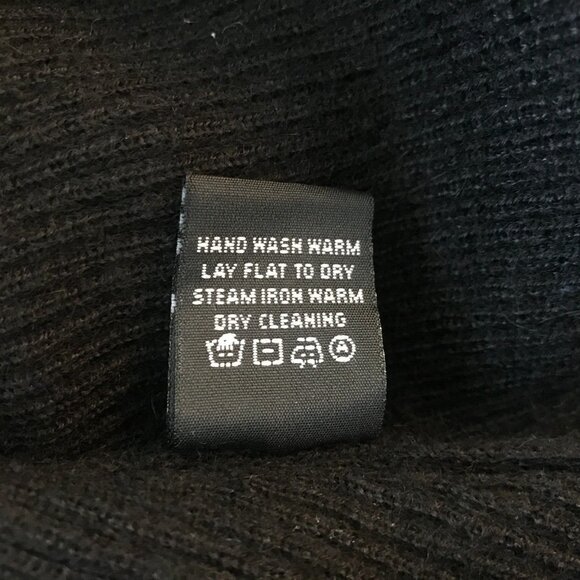 HAND WASH WARM
LAY FLAT TO DRY
STEAM IRON WARM
DRY CLEANING
A